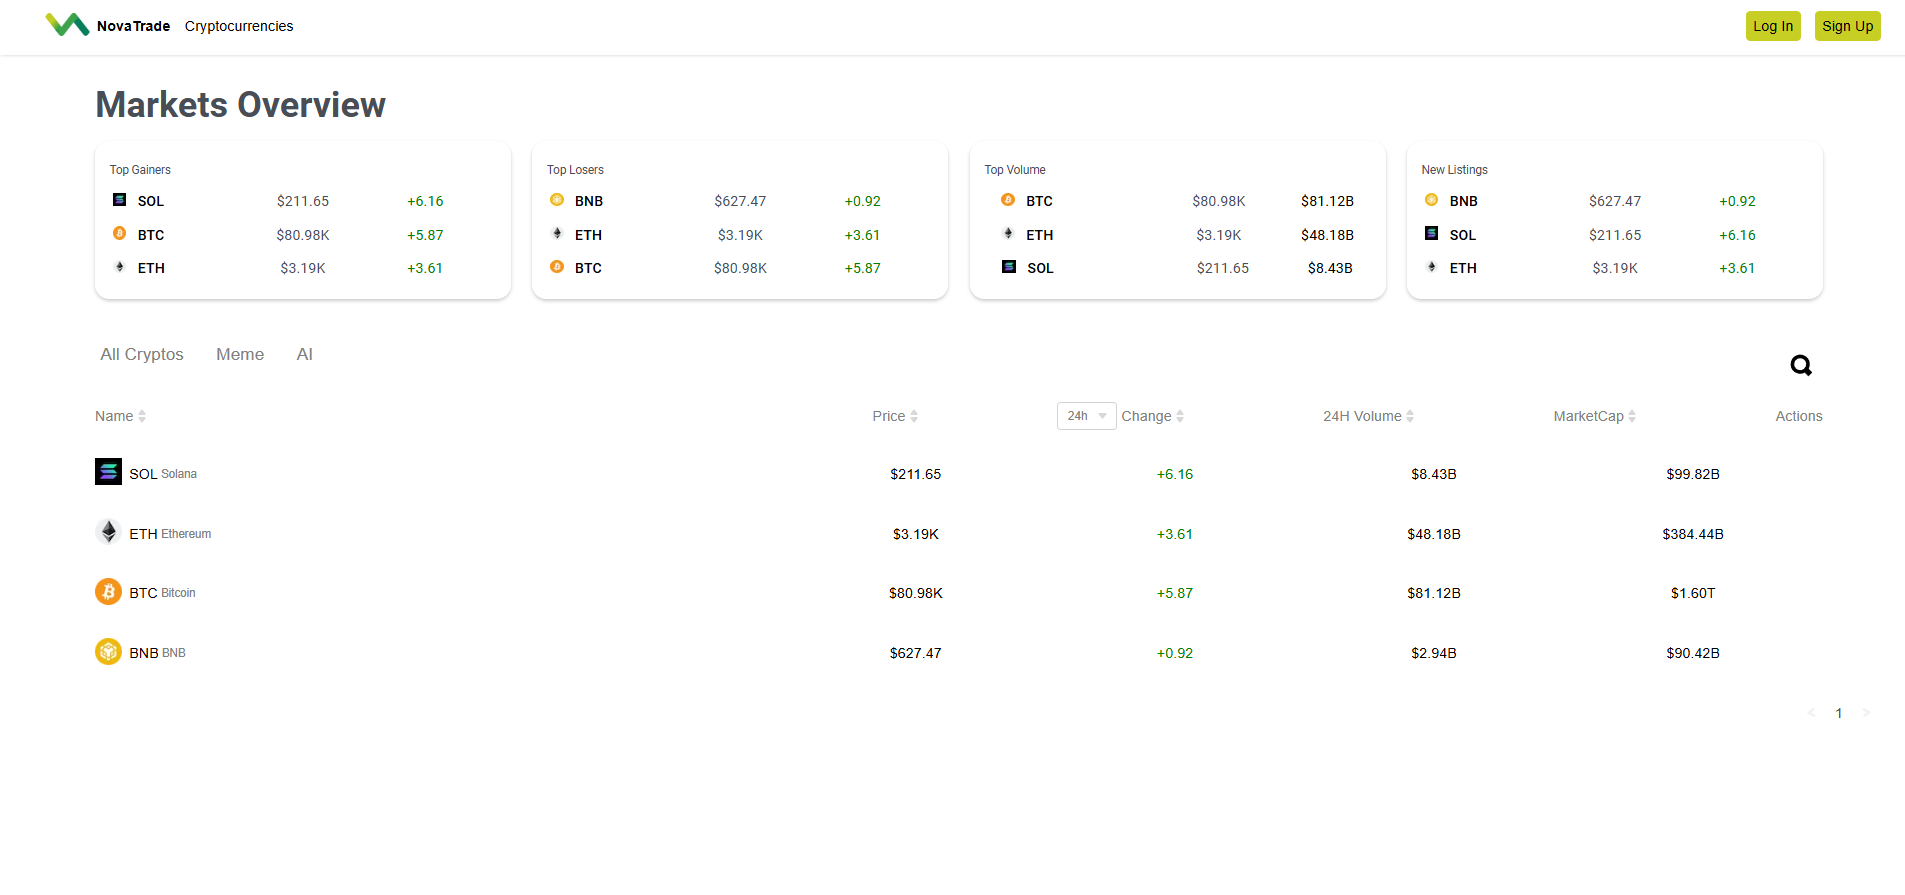 NovaTrade Cryptocurrencies Log In Sign Up
Markets Overview
Top Gainers
SOL $211.65 +6.16
BTC $80.98K +5.87
ETH $3.19K +3.61
Top Losers
BNB $627.47 +0.92
ETH $3.19K +3.61
BTC $80.98K +5.87
Top Volume
BTC $80.98K $81.12B
ETH $3.19K $48.18B
SOL $211.65 $8.43B
New Listings
BNB $627.47 +0.92
SOL $211.65 +6.16
ETH $3.19K +3.61
All Cryptos Meme AI
Name Price 24h Change 24H Volume MarketCap Actions
SOL Solana $211.65 +6.16 $8.43B $99.82B
ETH Ethereum $3.19K +3.61 $48.18B $384.44B
BTC Bitcoin $80.98K +5.87 $81.12B $1.60T
BNB BNB $627.47 +0.92 $2.94B $90.42B
< 1 >